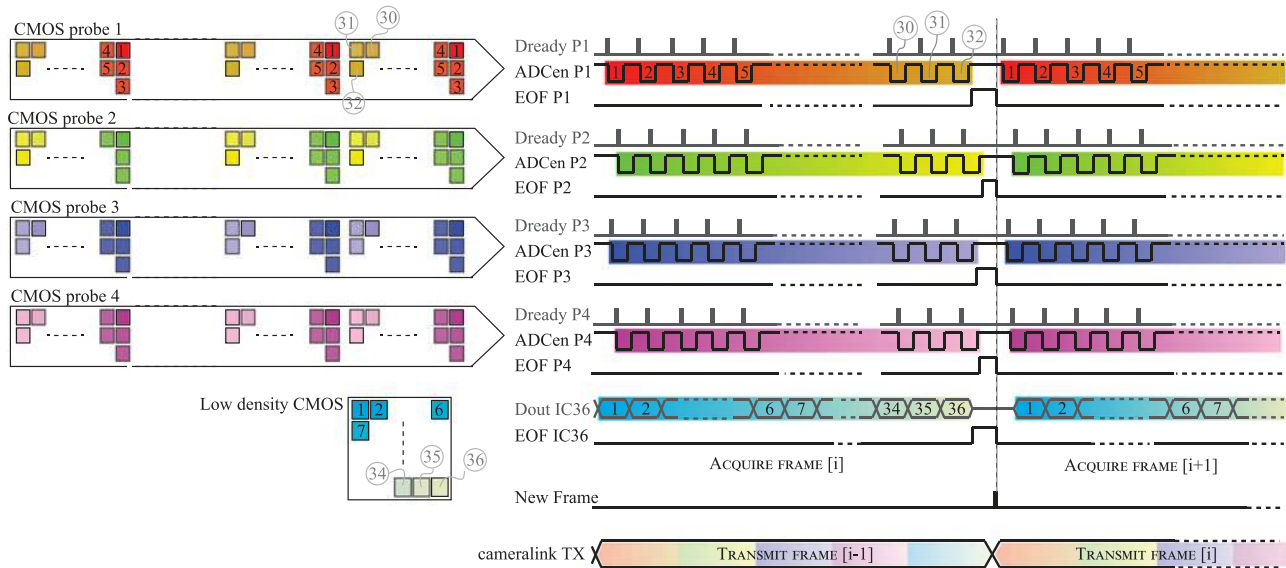 CMOS probe 1
31
30
4 1
4 1
4 1
5 2
5 2
5 2
3
3
3
32
CMOS probe 2
CMOS probe 3
CMOS probe 4
Low density CMOS
1 2 6
7
34
35
36
Dready P1
30
31
32
ADCen P1
1 2 3 4 5
1 2 3 4 5
EOF P1
Dready P2
ADCen P2
EOF P2
Dready P3
ADCen P3
EOF P3
Dready P4
ADCen P4
EOF P4
Dout IC36
1 2 6 7 34 35 36
1 2 6 7
EOF IC36
ACQUIRE FRAME [i]
ACQUIRE FRAME [i+1]
New Frame
cameralink TX
TRANSMIT FRAME [i-1]
TRANSMIT FRAME [i]